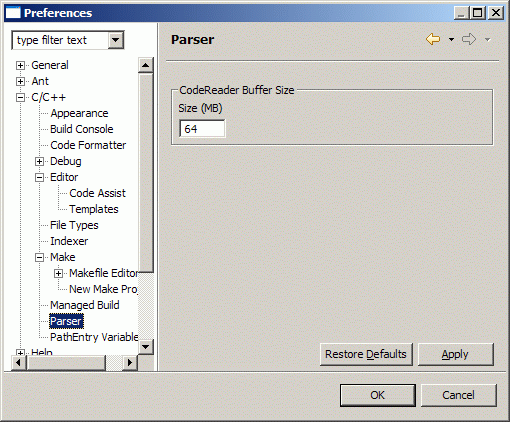 Preferences
type filter text
General
Ant
C/C++
Appearance
Build Console
Code Formatter
Debug
Editor
Code Assist
Templates
File Types
Indexer
Make
Makefile Editor
New Make Proj
Managed Build
Parser
PathEntry Variable
Help
Parser
CodeReader Buffer Size
Size (MB)
64
Restore Defaults
Apply
OK
Cancel